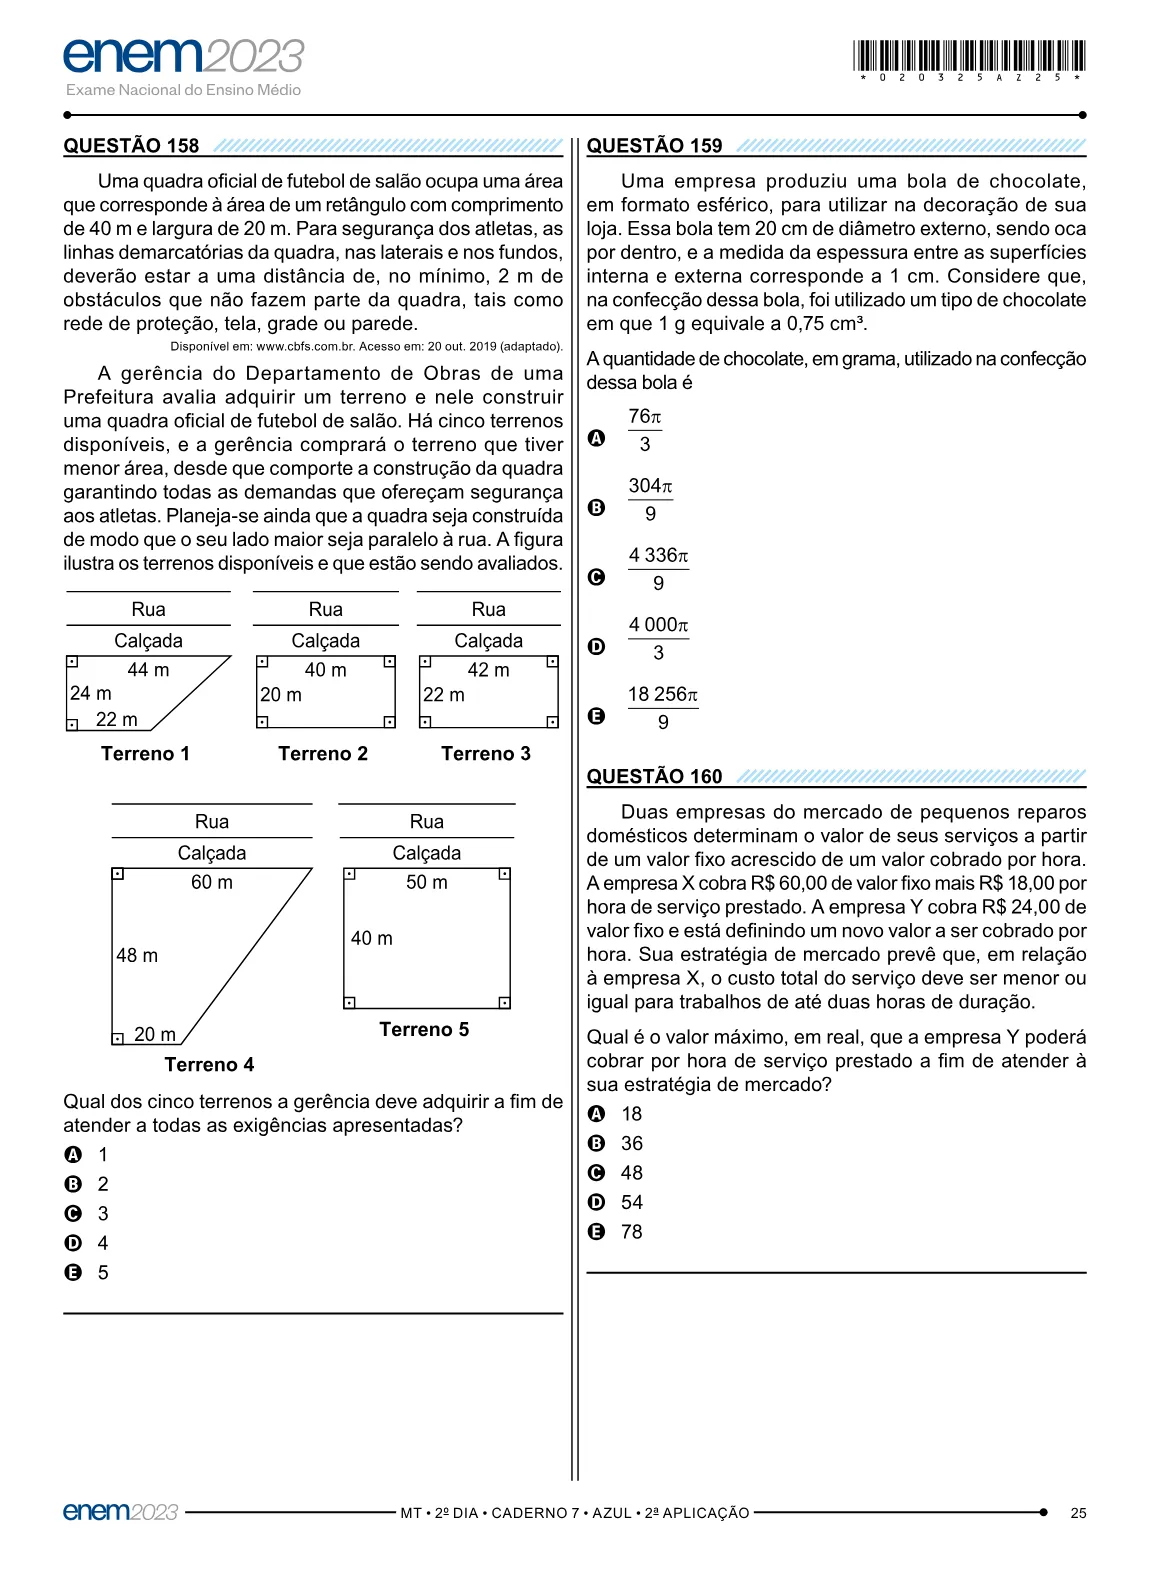 enem2023
Exame Nacional do Ensino Médio
*020325AZ25*
QUESTÃO 158
Uma quadra oficial de futebol de salão ocupa uma área
que corresponde à área de um retângulo com comprimento
de 40 m e largura de 20 m. Para segurança dos atletas, as
linhas demarcatórias da quadra, nas laterais e nos fundos,
deverão estar a uma distância de, no mínimo, 2 m de
obstáculos que não fazem parte da quadra, tais como
rede de proteção, tela, grade ou parede.
Disponível em: www.cbfs.com.br. Acesso em: 20 out. 2019 (adaptado).
A gerência do Departamento de Obras de uma
Prefeitura avalia adquirir um terreno e nele construir
uma quadra oficial de futebol de salão. Há cinco terrenos
disponíveis, e a gerência comprará o terreno que tiver
menor área, desde que comporte a construção da quadra
garantindo todas as demandas que ofereçam segurança
aos atletas. Planeja-se ainda que a quadra seja construída
de modo que o seu lado maior seja paralelo à rua. A figura
ilustra os terrenos disponíveis e que estão sendo avaliados.
Rua Rua Rua
Calçada Calçada Calçada
44 m 40 m 42 m
24 m 20 m 22 m
22 m
Terreno 1 Terreno 2 Terreno 3
Rua Rua
Calçada Calçada
60 m 50 m
40 m
48 m
20 m
Terreno 5
Terreno 4
Qual dos cinco terrenos a gerência deve adquirir a fim de
atender a todas as exigências apresentadas?
A 1
B 2
C 3
D 4
E 5
QUESTÃO 159
Uma empresa produziu uma bola de chocolate,
em formato esférico, para utilizar na decoração de sua
loja. Essa bola tem 20 cm de diâmetro externo, sendo oca
por dentro, e a medida da espessura entre as superfícies
interna e externa corresponde a 1 cm. Considere que,
na confecção dessa bola, foi utilizado um tipo de chocolate
em que 1 g equivale a 0,75 cm³.
A quantidade de chocolate, em grama, utilizado na confecção
dessa bola é
A 76π/3
B 304π/9
C 4 336π/9
D 4 000π/3
E 18 256π/9
QUESTÃO 160
Duas empresas do mercado de pequenos reparos
domésticos determinam o valor de seus serviços a partir
de um valor fixo acrescido de um valor cobrado por hora.
A empresa X cobra R$ 60,00 de valor fixo mais R$ 18,00 por
hora de serviço prestado. A empresa Y cobra R$ 24,00 de
valor fixo e está definindo um novo valor a ser cobrado por
hora. Sua estratégia de mercado prevê que, em relação
à empresa X, o custo total do serviço deve ser menor ou
igual para trabalhos de até duas horas de duração.
Qual é o valor máximo, em real, que a empresa Y poderá
cobrar por hora de serviço prestado a fim de atender à
sua estratégia de mercado?
A 18
B 36
C 48
D 54
E 78
enem2023 MT • 2º DIA • CADERNO 7 • AZUL • 2ª APLICAÇÃO 25